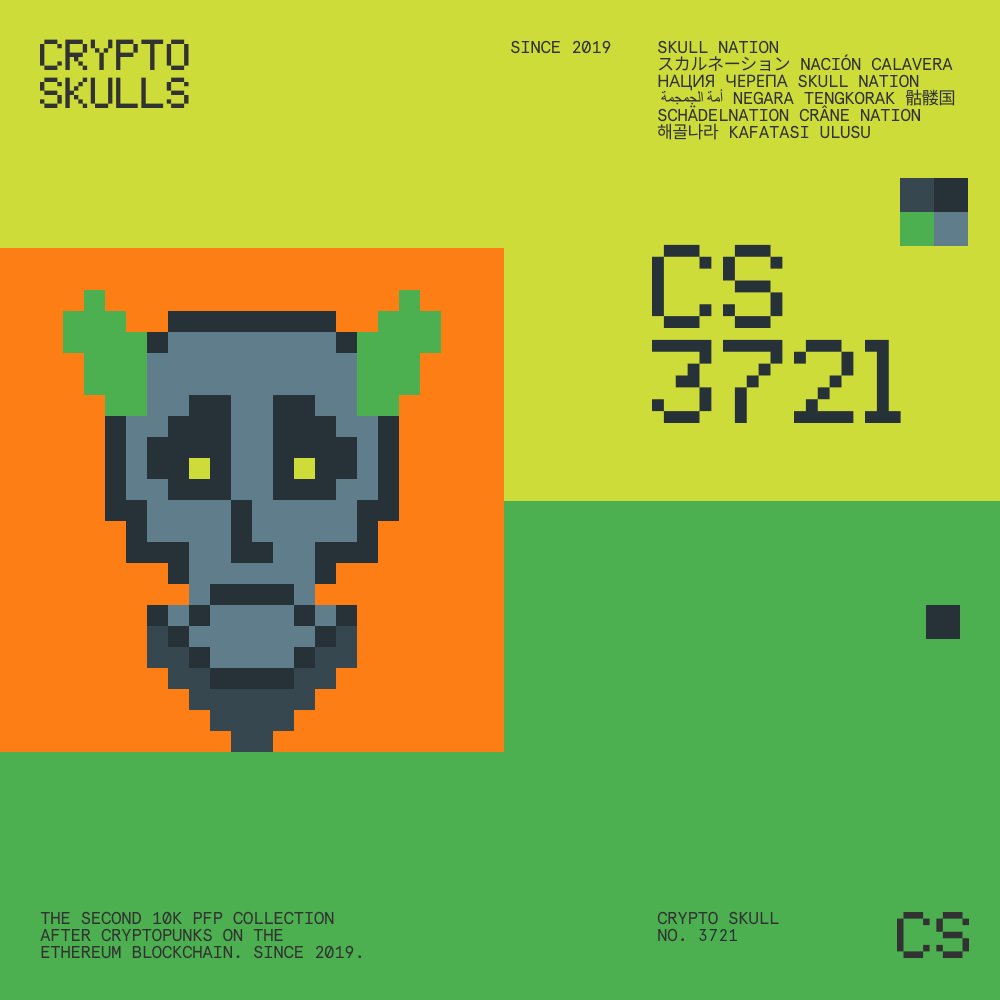 CRYPTO
SKULLS
SINCE 2019
SKULL NATION
スカルネーション NACIÓN CALAVERA
НАЦИЯ ЧЕРЕПА SKULL NATION
أمة الجمجمة NEGARA TENGKORAK 骷髅国
SCHÄDELNATION CRÂNE NATION
해골나라 KAFATASI ULUSU
CS
3721
THE SECOND 10K PFP COLLECTION
AFTER CRYPTOPUNKS ON THE
ETHEREUM BLOCKCHAIN. SINCE 2019.
CRYPTO SKULL
NO. 3721
CS